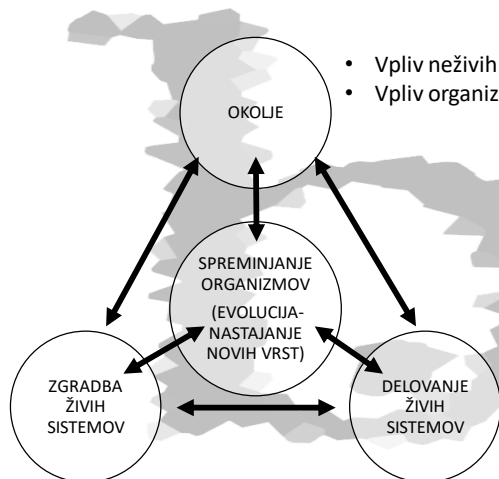 • Vpliv neživih
• Vpliv organiz
OKOLJE
SPREMINJANJE
ORGANIZMOV
(EVOLUCIJA-
NASTAJANJE
NOVIH VRST)
ZGRADBA
ŽIVIH
SISTEMOV
DELOVANJE
ŽIVIH
SISTEMOV